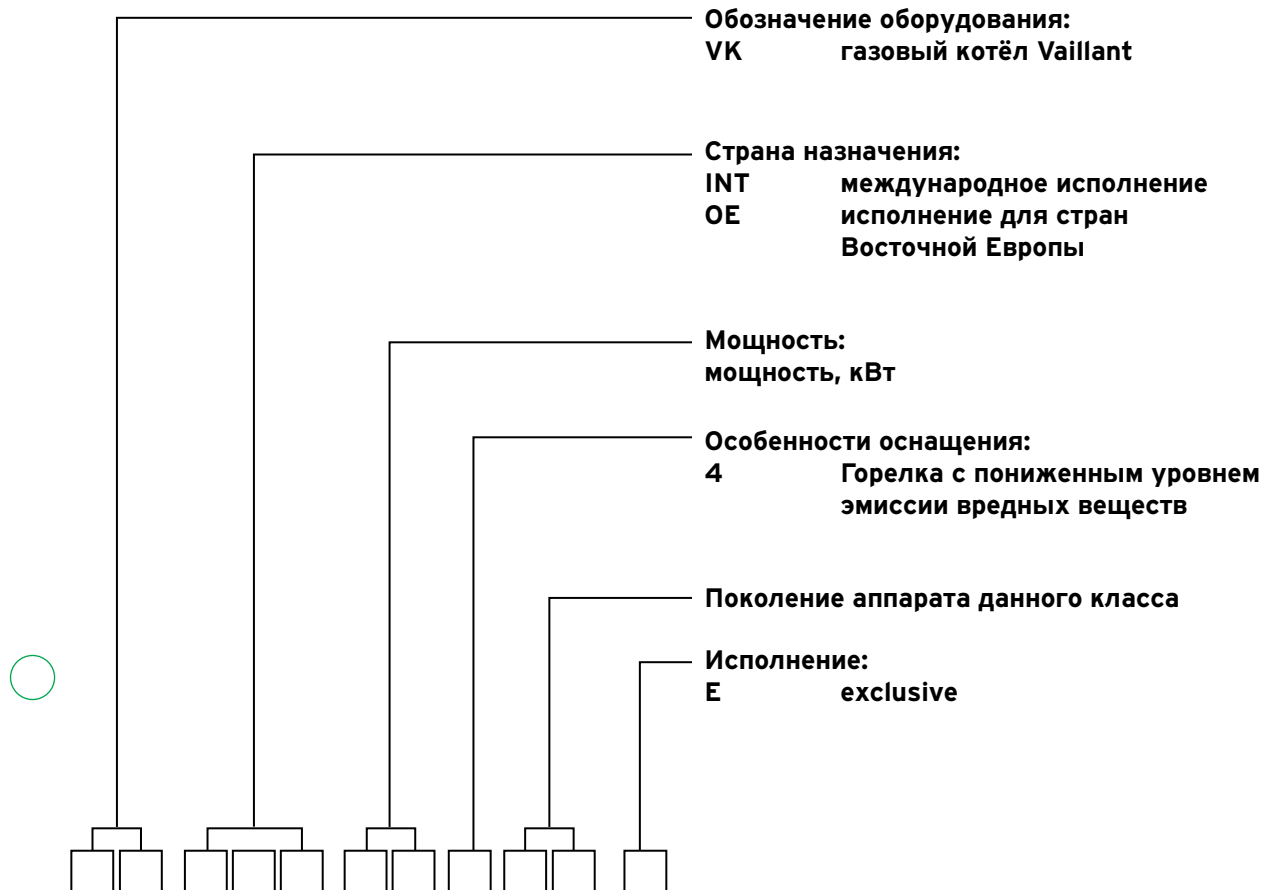 Обозначение оборудования:
VK газовый котёл Vaillant
Страна назначения:
INT международное исполнение
OE исполнение для стран
Восточной Европы
Мощность:
мощность, кВт
Особенности оснащения:
4 Горелка с пониженным уровнем
эмиссии вредных веществ
Поколение аппарата данного класса
Исполнение:
E exclusive